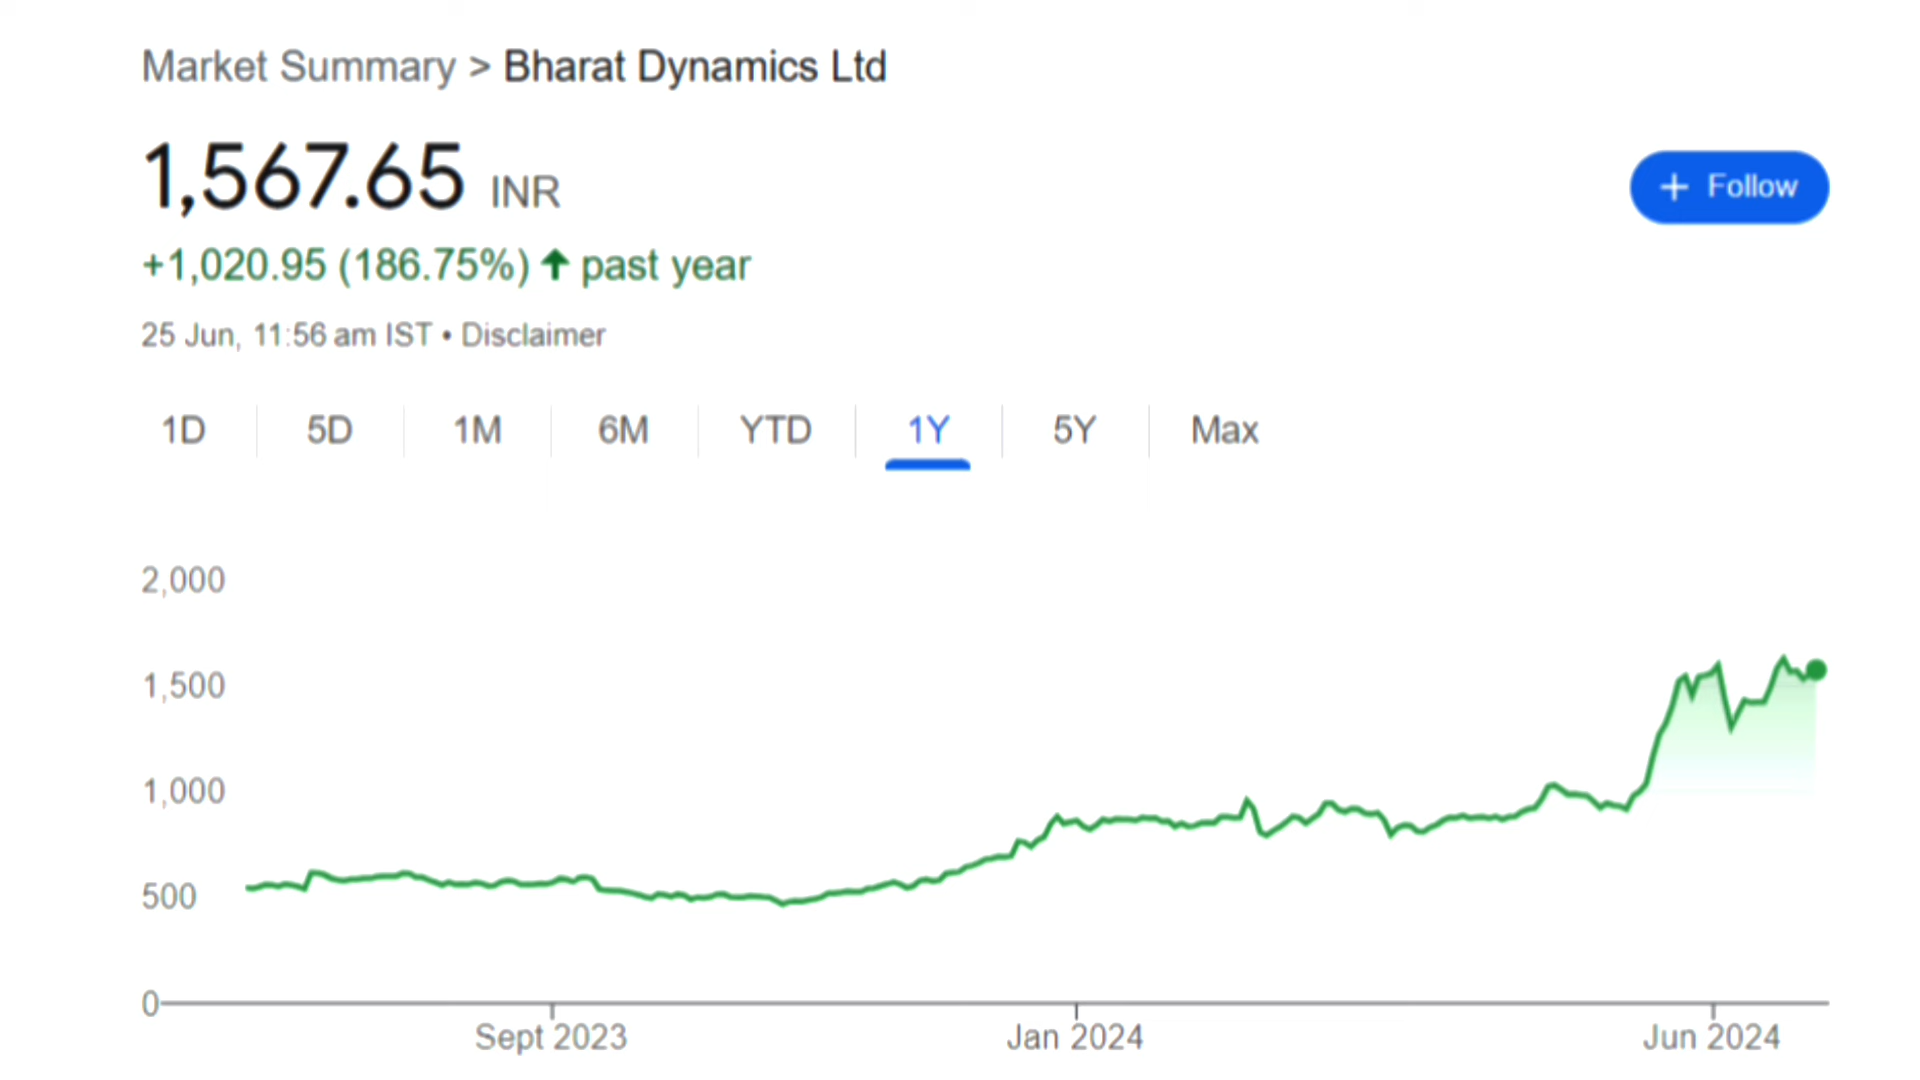 Market Summary > Bharat Dynamics Ltd
1,567.65 INR
+ Follow
+1,020.95 (186.75%) ↑ past year
25 Jun, 11:56 am IST • Disclaimer
1D 5D 1M 6M YTD 1Y 5Y Max
2,000
1,500
1,000
500
0
Sept 2023 Jan 2024 Jun 2024